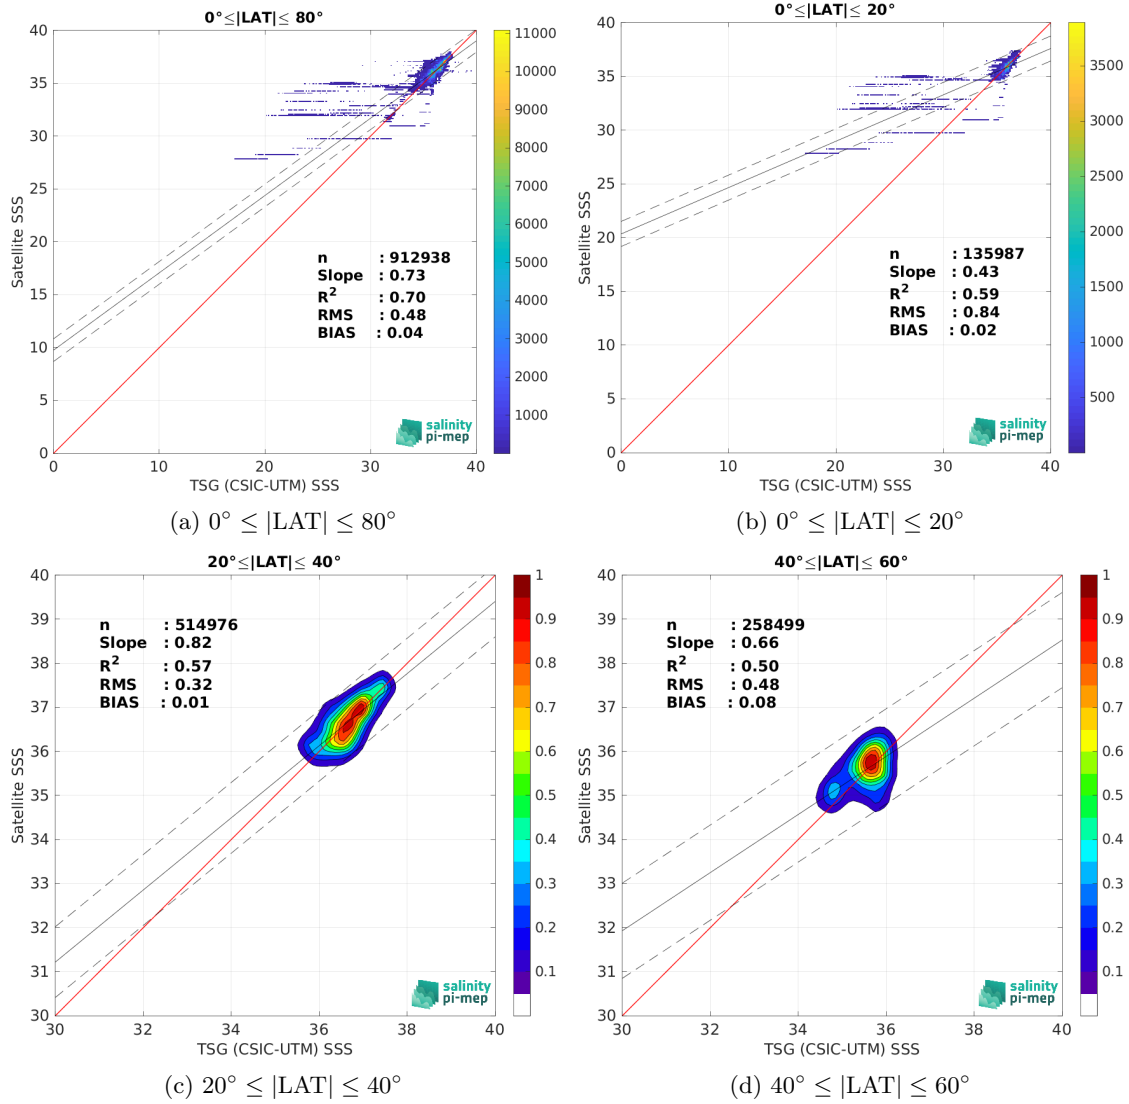 0°≤|LAT|≤ 80°
40
35
30
25
20
15
10
5
0
0
10
20
30
40
Satellite SSS
TSG (CSIC-UTM) SSS
n : 912938
Slope : 0.73
R² : 0.70
RMS : 0.48
BIAS : 0.04
salinity
pi-mep
11000
10000
9000
8000
7000
6000
5000
4000
3000
2000
1000
(a) 0° ≤ |LAT| ≤ 80°
0°≤|LAT|≤ 20°
40
35
30
25
20
15
10
5
0
0
10
20
30
40
Satellite SSS
TSG (CSIC-UTM) SSS
n : 135987
Slope : 0.43
R² : 0.59
RMS : 0.84
BIAS : 0.02
salinity
pi-mep
3500
3000
2500
2000
1500
1000
500
(b) 0° ≤ |LAT| ≤ 20°
20°≤|LAT|≤ 40°
40
39
38
37
36
35
34
33
32
31
30
30
32
34
36
38
40
Satellite SSS
TSG (CSIC-UTM) SSS
n : 514976
Slope : 0.82
R² : 0.57
RMS : 0.32
BIAS : 0.01
salinity
pi-mep
1
0.9
0.8
0.7
0.6
0.5
0.4
0.3
0.2
0.1
(c) 20° ≤ |LAT| ≤ 40°
40°≤|LAT|≤ 60°
40
39
38
37
36
35
34
33
32
31
30
30
32
34
36
38
40
Satellite SSS
TSG (CSIC-UTM) SSS
n : 258499
Slope : 0.66
R² : 0.50
RMS : 0.48
BIAS : 0.08
salinity
pi-mep
1
0.9
0.8
0.7
0.6
0.5
0.4
0.3
0.2
0.1
(d) 40° ≤ |LAT| ≤ 60°